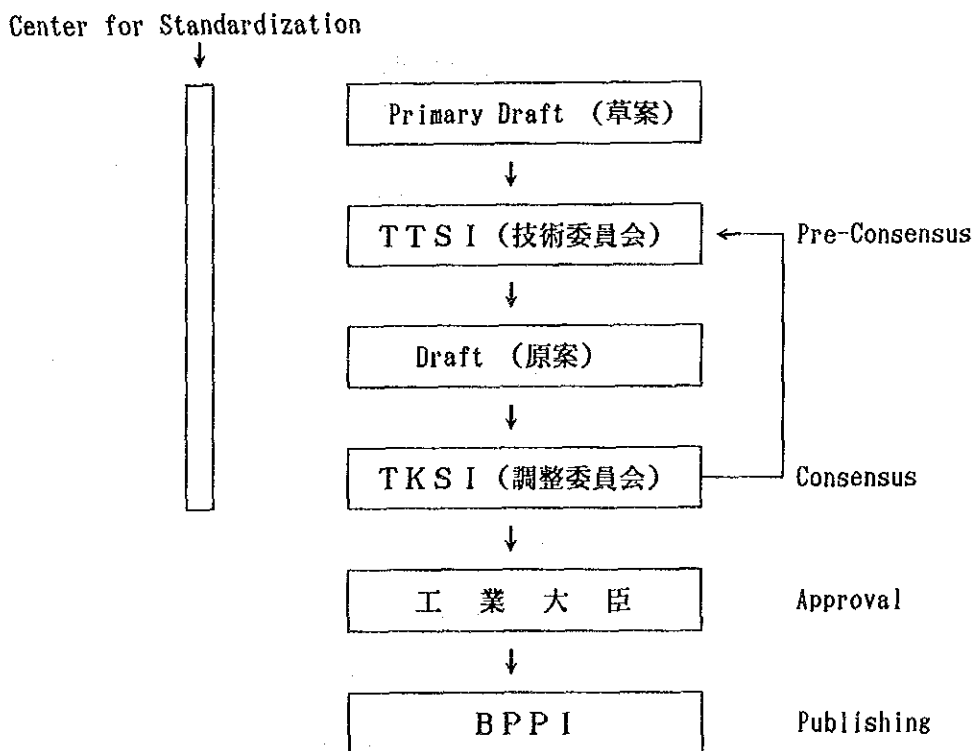 Center for Standardization
Primary Draft (草案)
TTSI(技術委員会)
Pre-Consensus
Draft (原案)
TKSI(調整委員会)
Consensus
工業大臣
Approval
BPPI
Publishing